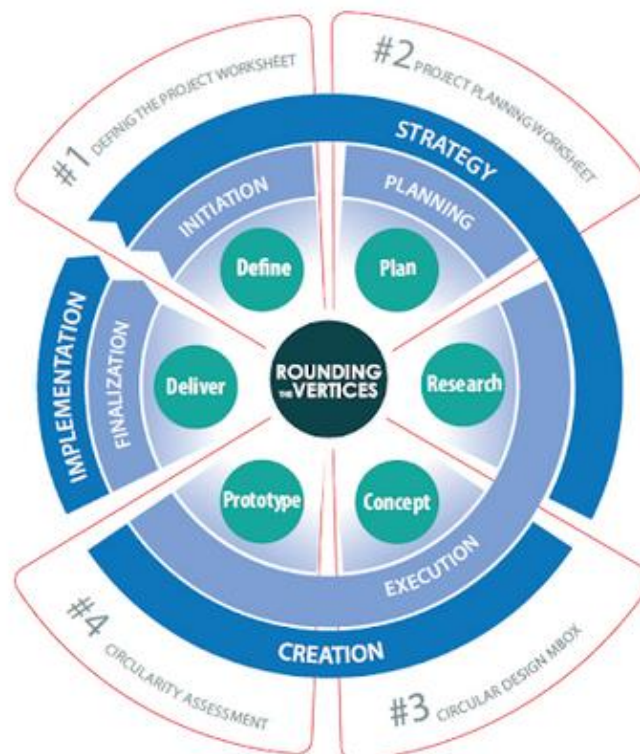 #1 DEFINING THE PROJECT WORKSHEET
#2 PROJECT PLANNING WORKSHEET
STRATEGY
INITIATION
PLANNING
Define
Plan
IMPLEMENTATION
FINALIZATION
Deliver
ROUNDING
THE VERTICES
Research
Prototype
Concept
EXECUTION
CREATION
#4 CIRCULARITY ASSESSMENT
#3 CIRCULAR DESIGN MBOX